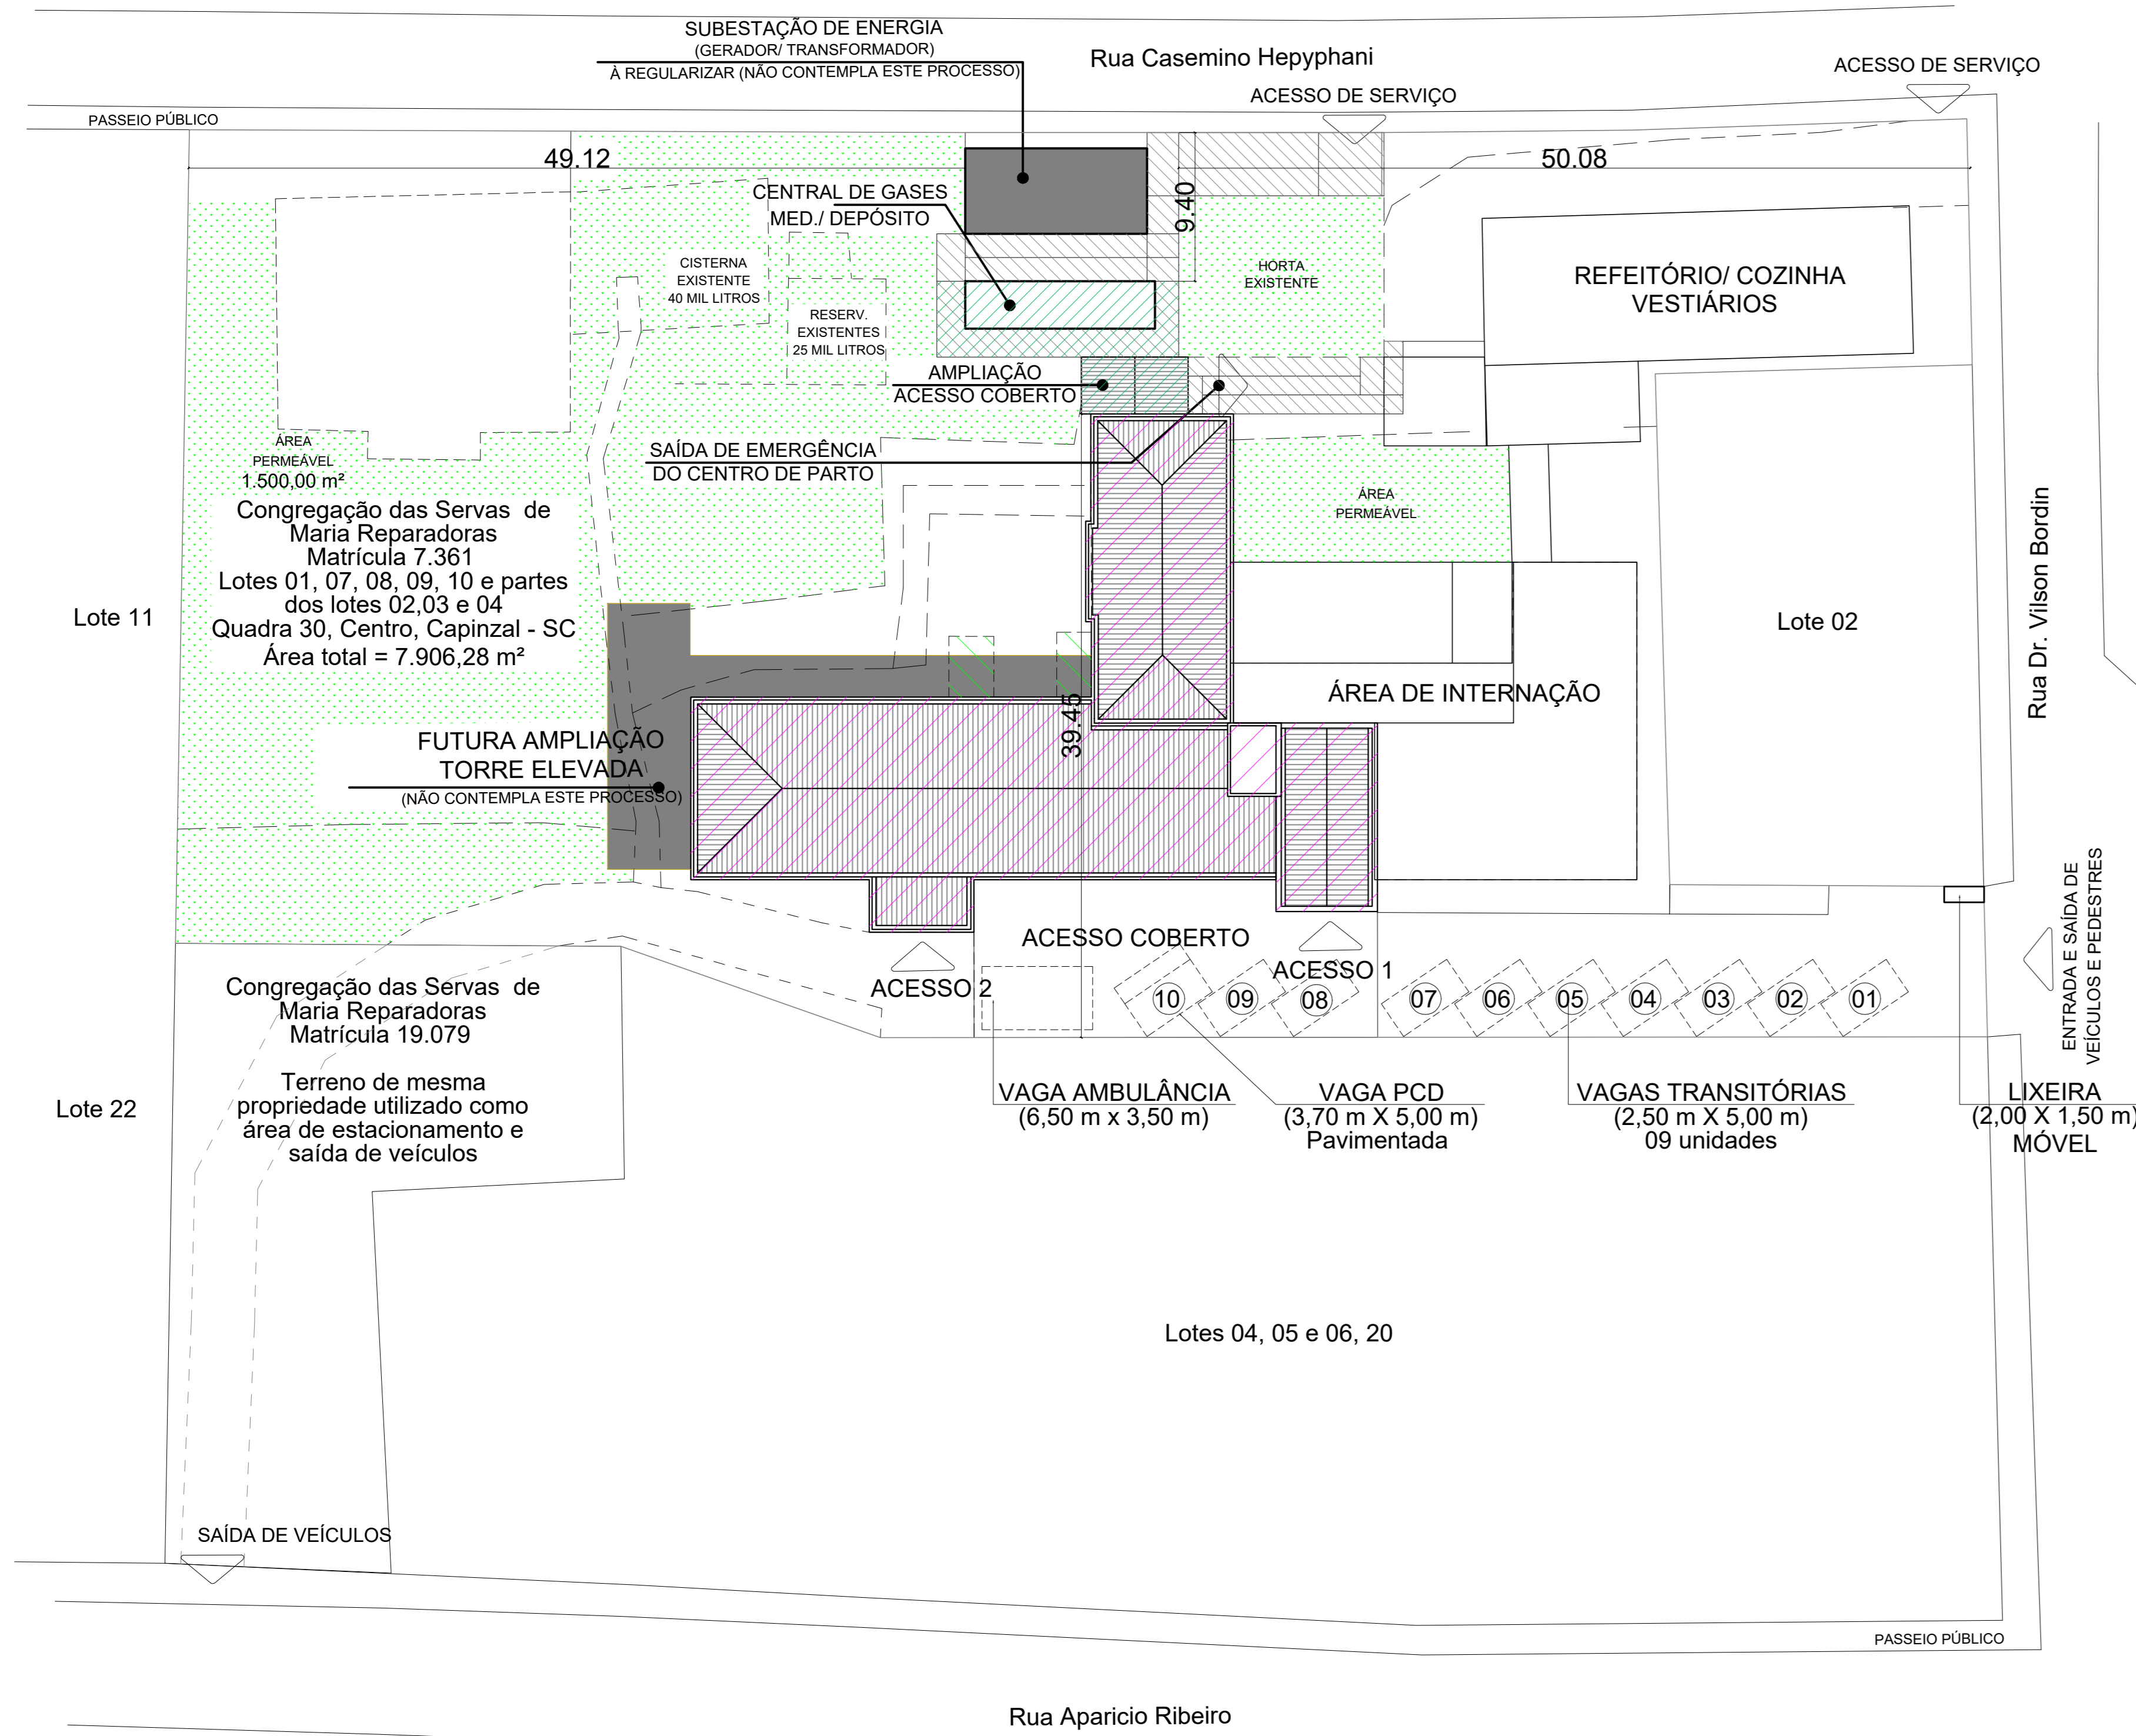 SUBESTAÇÃO DE ENERGIA
(GERADOR/ TRANSFORMADOR)
À REGULARIZAR (NÃO CONTEMPLA ESTE PROCESSO)
Rua Casemino Hepyphani
ACESSO DE SERVIÇO
ACESSO DE SERVIÇO
PASSEIO PÚBLICO
49.12
50.08
CENTRAL DE GASES
MED./ DEPÓSITO
9.40
CISTERNA
EXISTENTE
40 MIL LITROS
HORTA
EXISTENTE
REFEITÓRIO/ COZINHA
VESTIÁRIOS
RESERV.
EXISTENTES
25 MIL LITROS
AMPLIAÇÃO
ACESSO COBERTO
ÁREA
PERMEÁVEL
1.500,00 m²
SAÍDA DE EMERGÊNCIA
DO CENTRO DE PARTO
ÁREA
PERMEÁVEL
Congregação das Servas de
Maria Reparadoras
Matrícula 7.361
Lotes 01, 07, 08, 09, 10 e partes
dos lotes 02,03 e 04
Quadra 30, Centro, Capinzal - SC
Área total = 7.906,28 m²
Lote 11
Lote 02
Rua Dr. Vilson Bordin
ÁREA DE INTERNAÇÃO
39.45
FUTURA AMPLIAÇÃO
TORRE ELEVADA
(NÃO CONTEMPLA ESTE PROCESSO)
ENTRADA E SAÍDA DE
VEÍCULOS E PEDESTRES
ACESSO COBERTO
ACESSO 1
ACESSO 2
10
09
08
07
06
05
04
03
02
01
Congregação das Servas de
Maria Reparadoras
Matrícula 19.079
Terreno de mesma
propriedade utilizado como
área de estacionamento e
saída de veículos
Lote 22
VAGA AMBULÂNCIA
(6,50 m x 3,50 m)
VAGA PCD
(3,70 m X 5,00 m)
Pavimentada
VAGAS TRANSITÓRIAS
(2,50 m X 5,00 m)
09 unidades
LIXEIRA
(2,00 X 1,50 m)
MÓVEL
Lotes 04, 05 e 06, 20
SAÍDA DE VEÍCULOS
PASSEIO PÚBLICO
Rua Aparicio Ribeiro